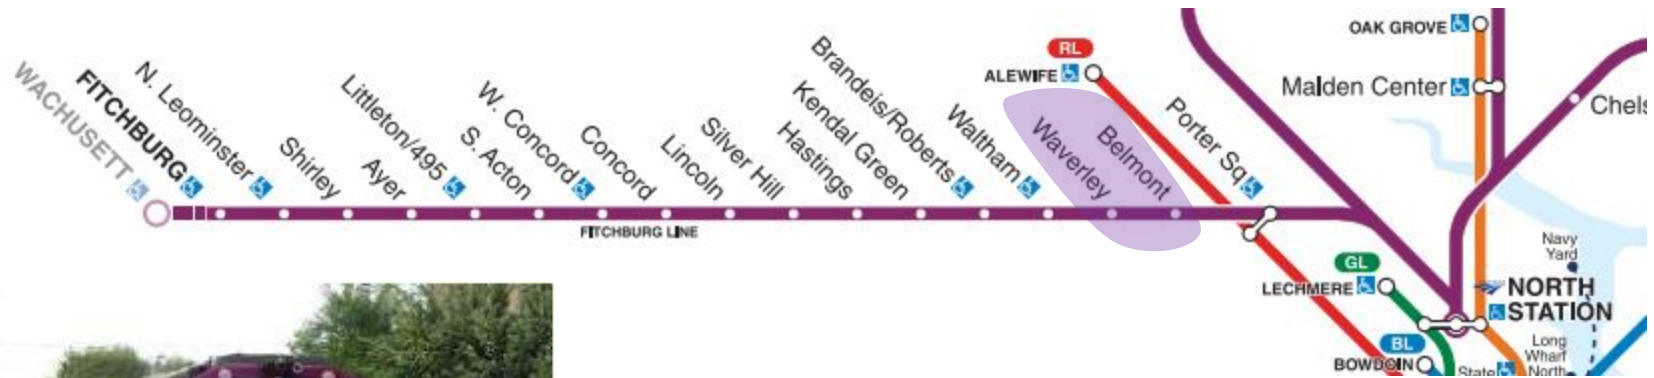 WACHUSETT
FITCHBURG
N. Leominster
Shirley
Ayer
Littleton/495
S. Acton
W. Concord
Concord
Lincoln
Silver Hill
Hastings
Kendal Green
Brandeis/Roberts
Waltham
Waverley
Belmont
Porter Sq
FITCHBURG LINE
RL
ALEWIFE
OAK GROVE
Malden Center
Chels
Navy
Yard
GL
LECHMERE
NORTH
STATION
BL
BOWDOIN
State
Long
Wharf
North